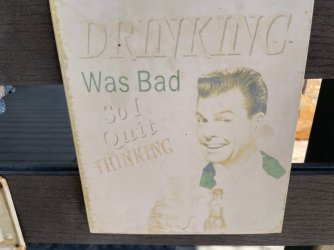 DRINKING
Was Bad
So I
Quit
THINKING